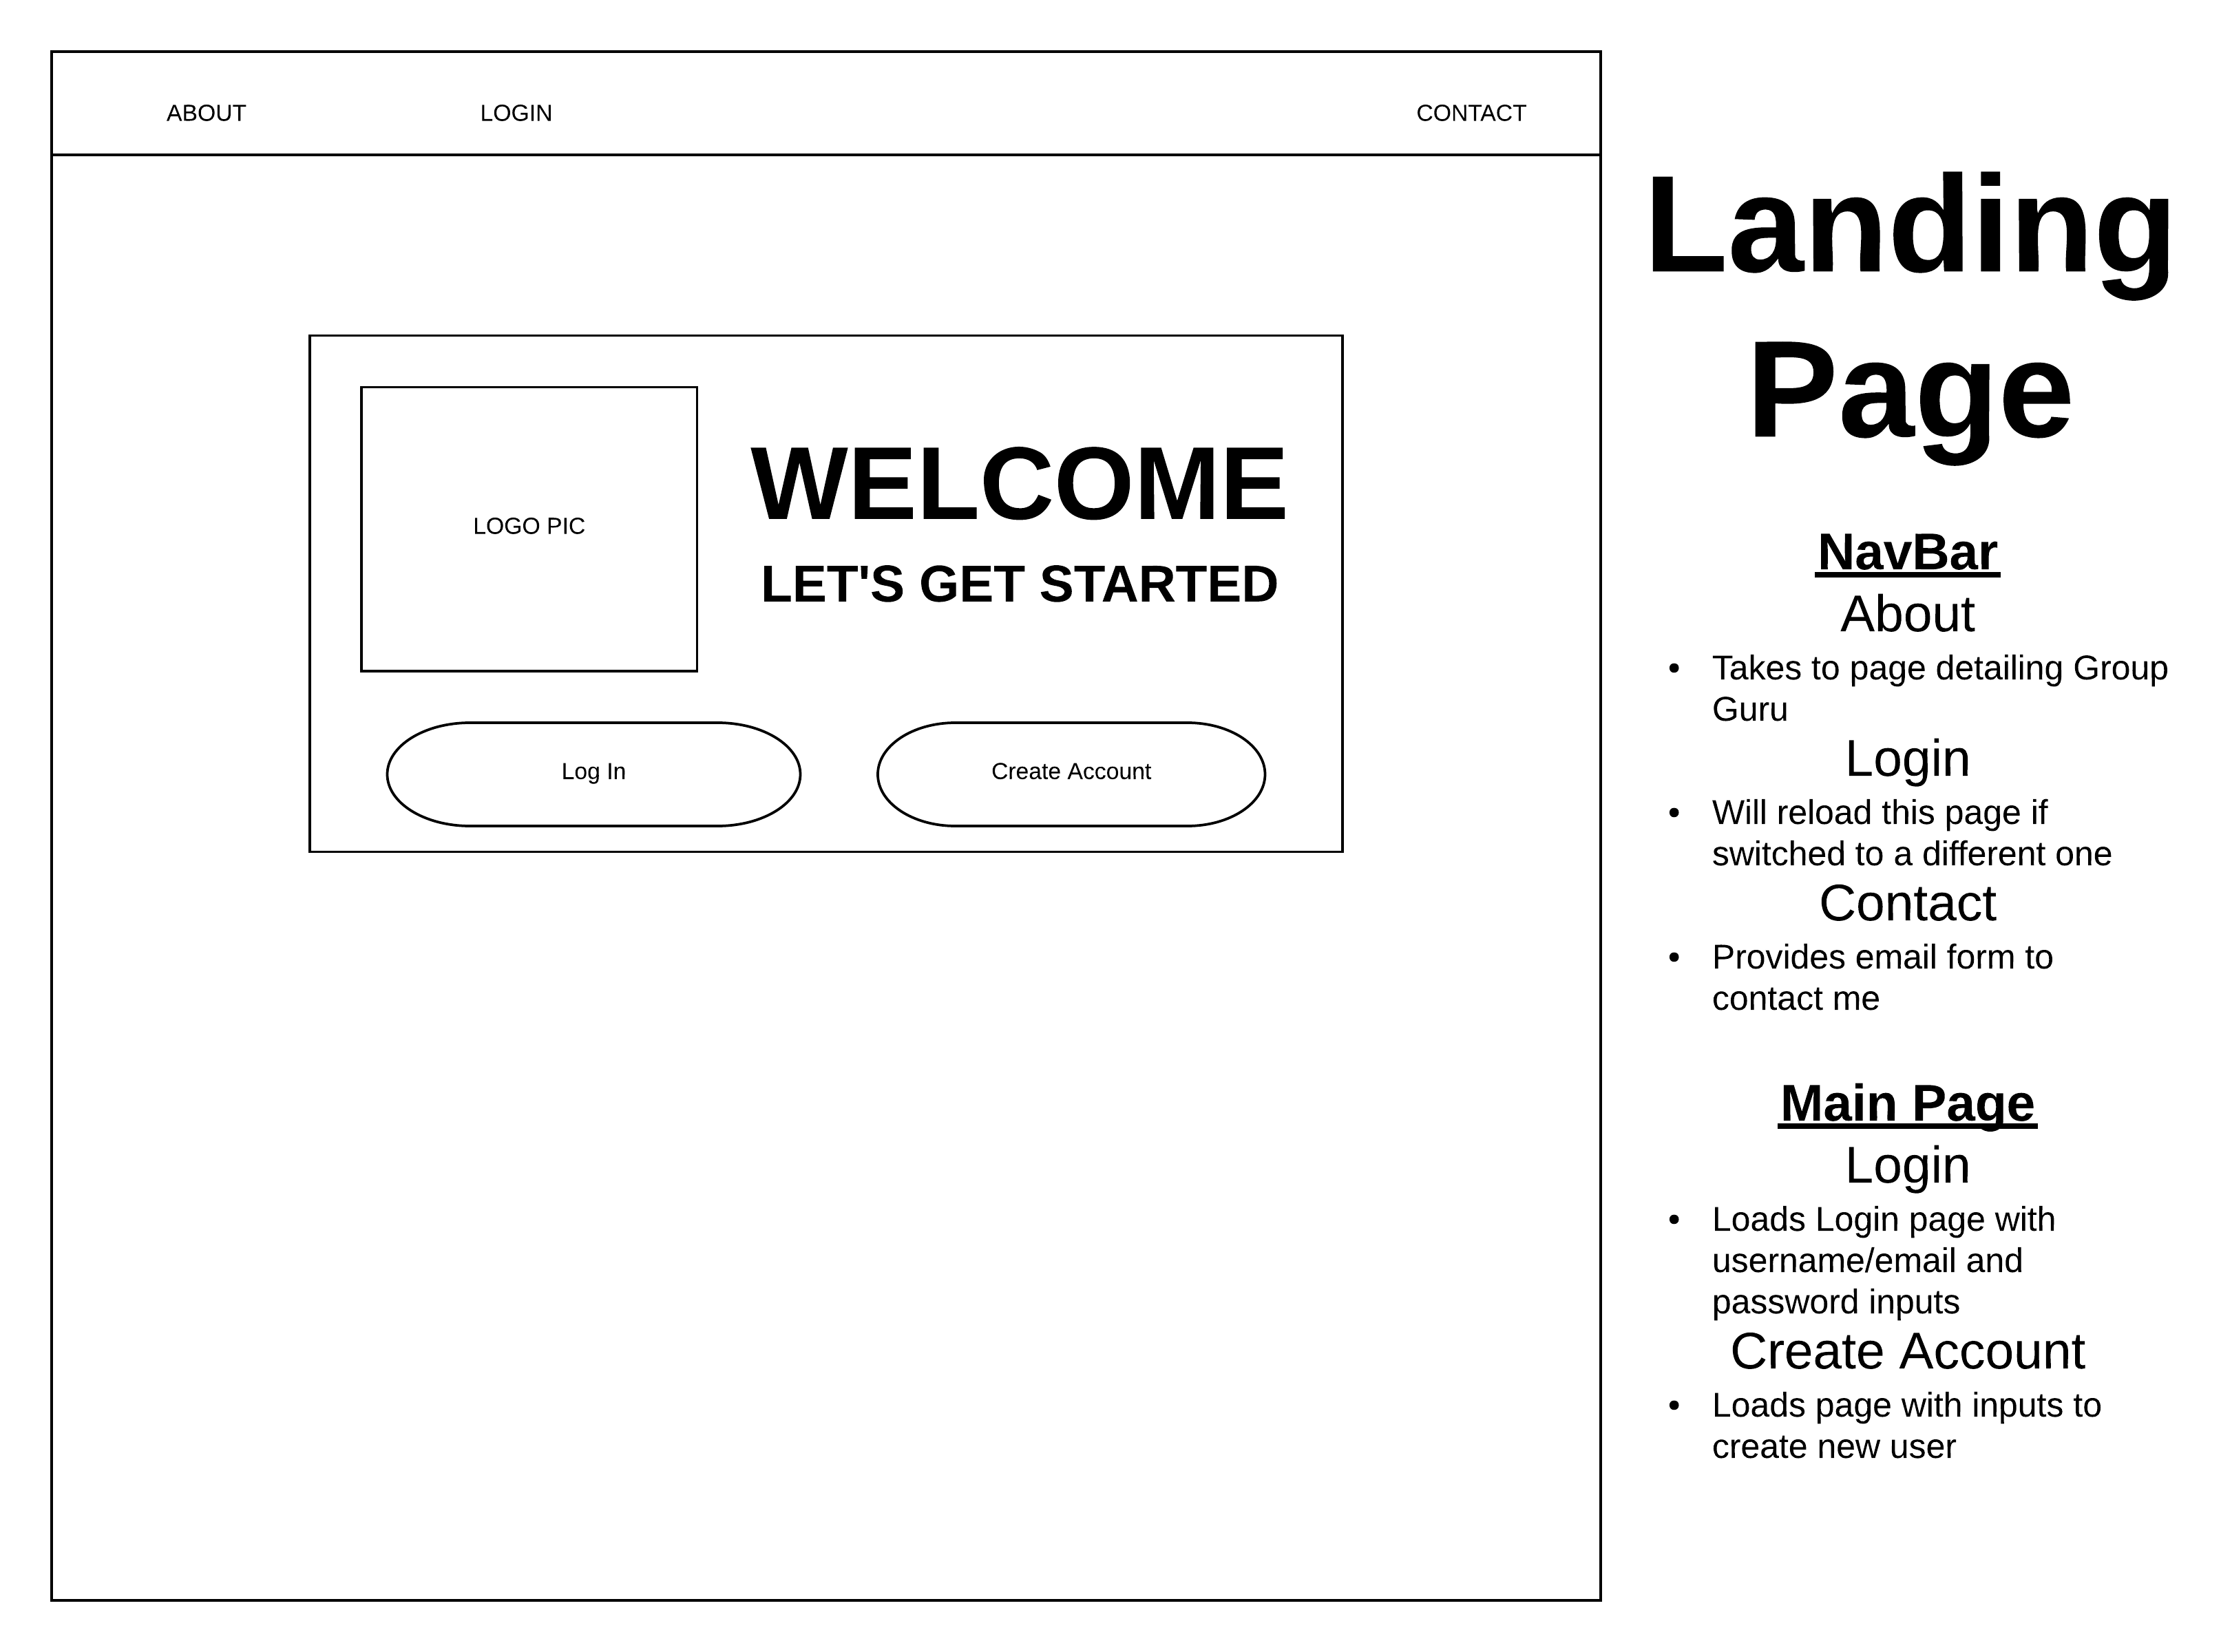 ABOUT
LOGIN
CONTACT
LOGO PIC
WELCOME
LET'S GET STARTED
Log In
Create Account
Landing
Page
NavBar
About
• Takes to page detailing Group
Guru
Login
• Will reload this page if
switched to a different one
Contact
• Provides email form to
contact me
Main Page
Login
• Loads Login page with
username/email and
password inputs
Create Account
• Loads page with inputs to
create new user